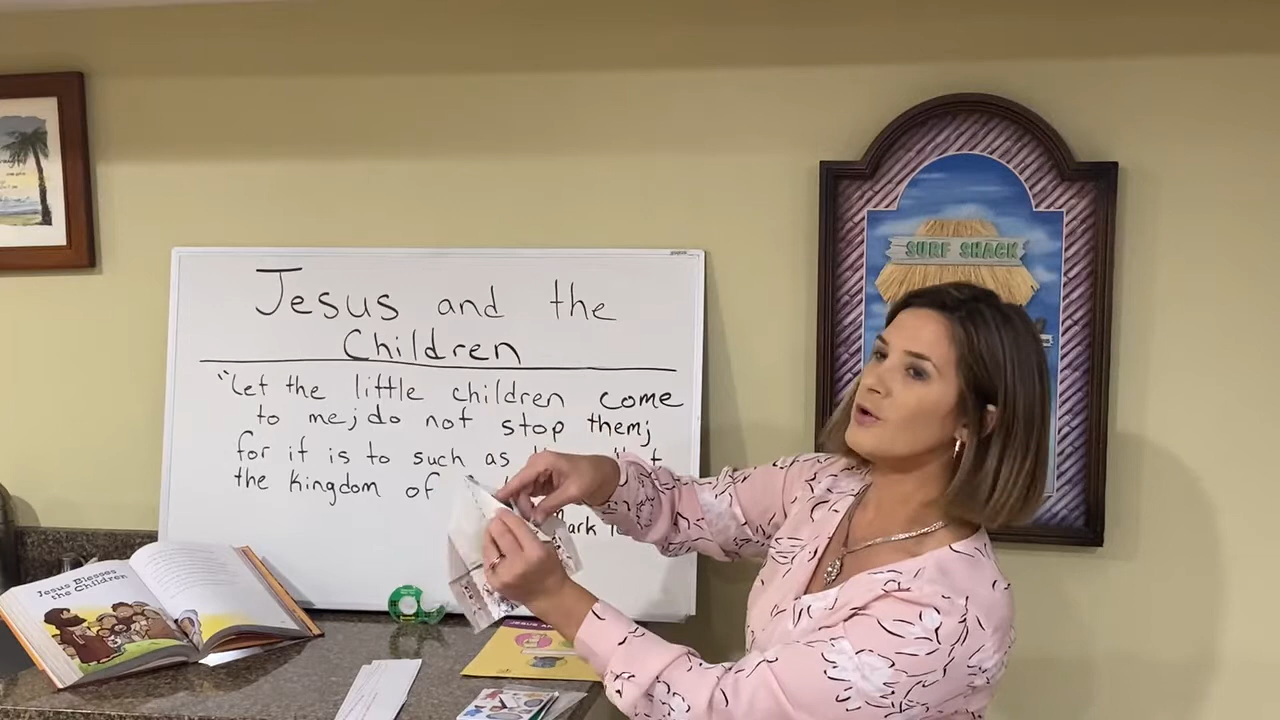 Jesus and the
Children
"Let the little children come
to me; do not stop them;
for it is to such as
the kingdom of
SURF SHACK
Jesus Blesses
the Children
JESUS